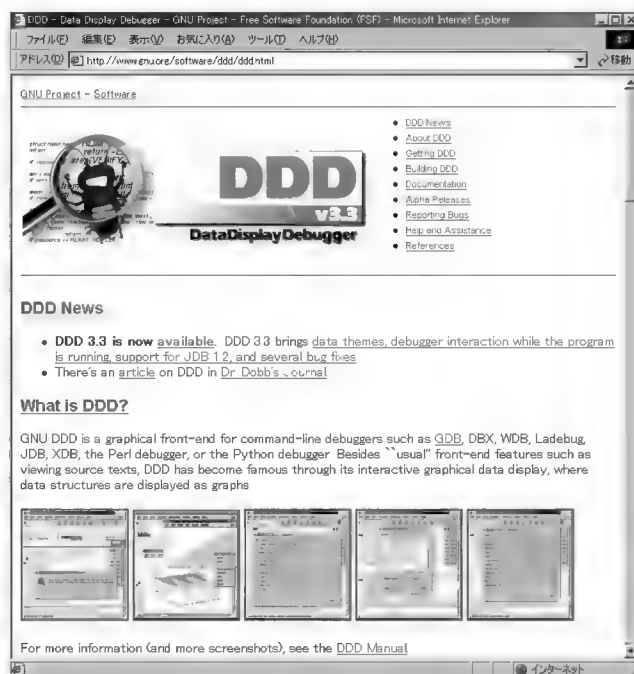 DDD - Data Display Debugger - GNU Project - Free Software Foundation (FSF) - Microsoft Internet Explorer
ファイル(F) 編集(E) 表示(V) お気に入り(A) ツール(T) ヘルプ(H)
アドレス(D) http://www.gnu.org/software/ddd/ddd.html 移動
GNU Project - Software
DDD
v3.3
DataDisplayDebugger
DDD News
About DDD
Getting DDD
Building DDD
Documentation
Alpha Releases
Reporting Bugs
Help and Assistance
References
DDD News
DDD 3.3 is now available. DDD 3.3 brings data themes, debugger interaction while the program
is running, support for JDB 1.2, and several bug fixes
There's an article on DDD in Dr. Dobb's Journal
What is DDD?
GNU DDD is a graphical front-end for command-line debuggers such as GDB, DBX, WDB, Ladebug,
JDB, XDB, the Perl debugger, or the Python debugger Besides ``usual'' front-end features such as
viewing source texts, DDD has become famous through its interactive graphical data display, where
data structures are displayed as graphs
For more information (and more screenshots), see the DDD Manual
インターネット